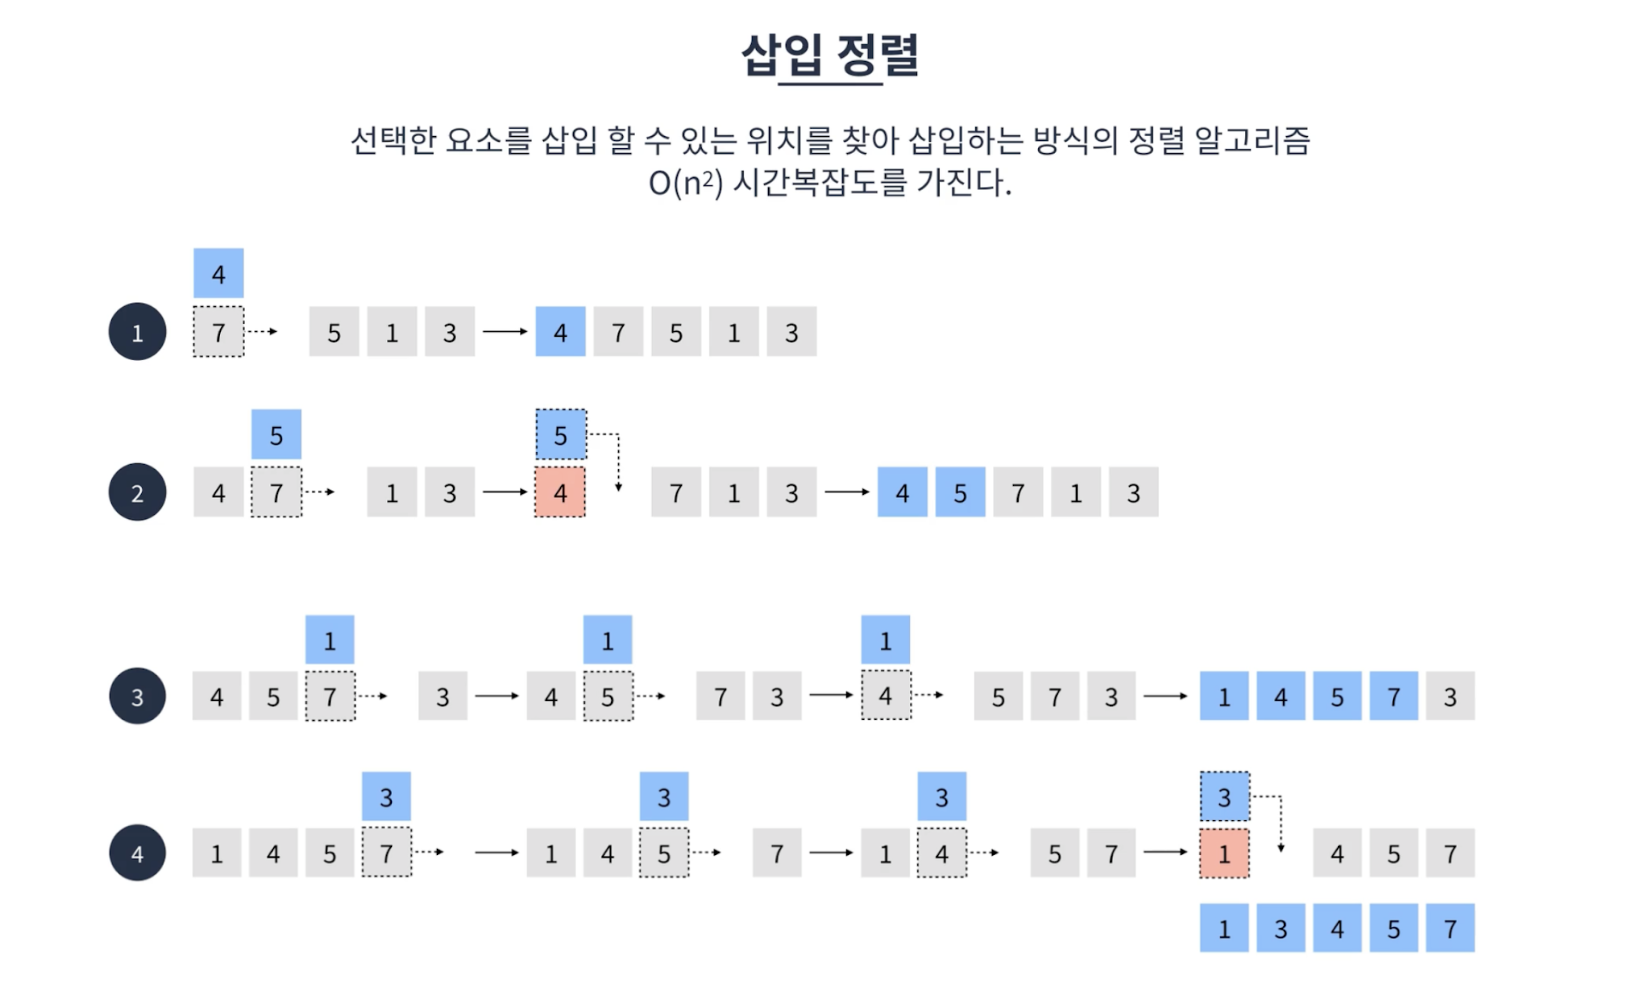 삽입 정렬
선택한 요소를 삽입 할 수 있는 위치를 찾아 삽입하는 방식의 정렬 알고리즘
O(n²) 시간복잡도를 가진다.
4
1 7 5 1 3 4 7 5 1 3
5 5
2 4 7 1 3 4 7 1 3 4 5 7 1 3
1 1 1
3 4 5 7 3 4 5 7 3 4 5 7 3 1 4 5 7 3
3 3 3 3
4 1 4 5 7 1 4 5 7 1 4 5 7 1 4 5 7
1 3 4 5 7